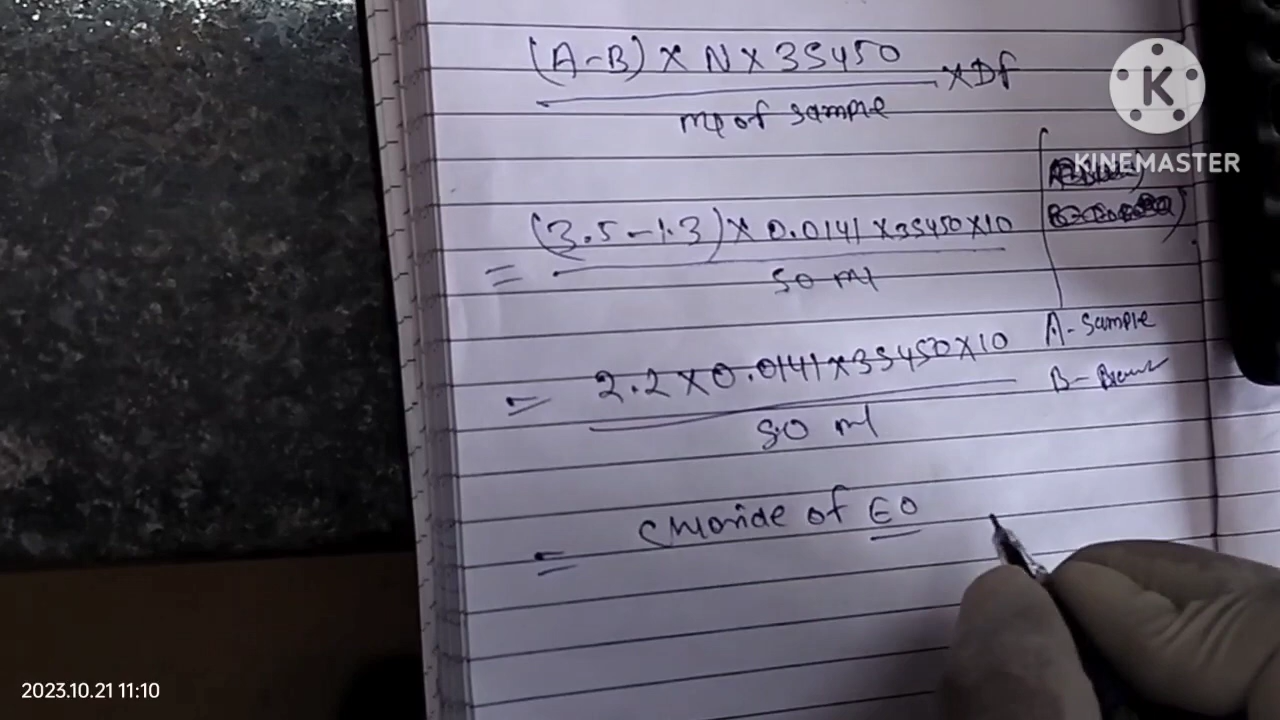 (A-B) X N X 35450 X Df
ml of sample
K
KINEMASTER
= (3.5-1.3) X 0.0141 X 35450 X 10
50 ml
A- Sample
= 2.2 X 0.0141 X 35450 X 10
B-
50 ml
= Chloride of EO
2023.10.21 11:10